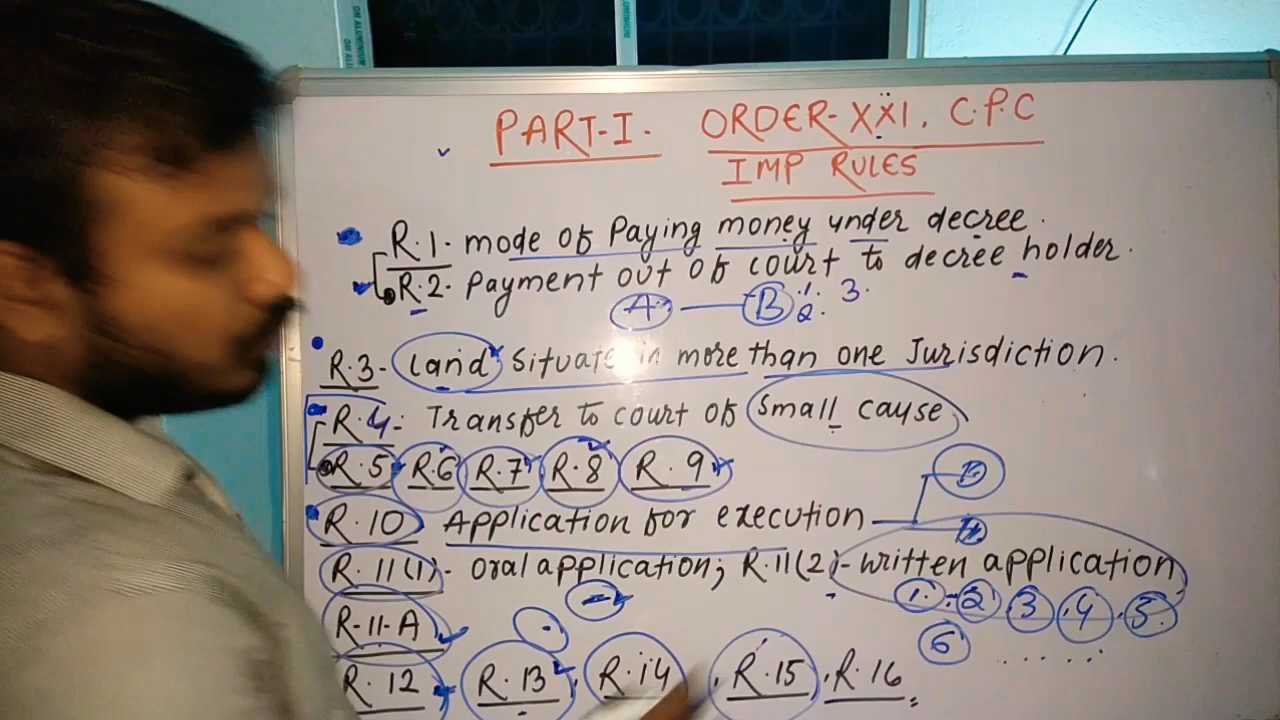 PART-I. ORDER-XXI. C.P.C
IMP RULES
R.1- mode of Paying money under decree.
R.2- Payment out of court to decree holder.
A B 1. 2. 3.
R.3- Land Situate in more than one Jurisdiction.
R.4- Transfer to court of Small cause
R.5 R.6 R.7 R.8 R.9
R.10 Application for execution
R.11(1)- oral application; R.11(2)- written application
1. 2 3 4 5.
R-11-A
6
R.12, R.13, R.14, R.15, R.16